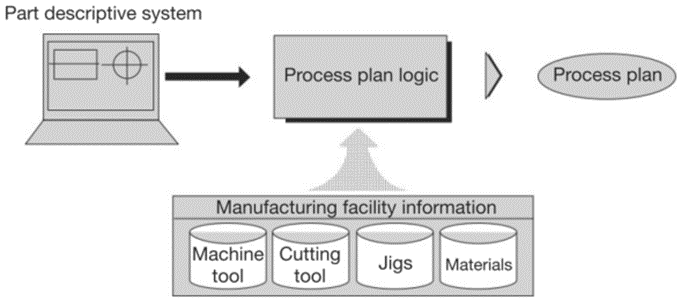 Part descriptive system
Process plan logic
Process plan
Manufacturing facility information
Machine
tool
Cutting
tool
Jigs
Materials